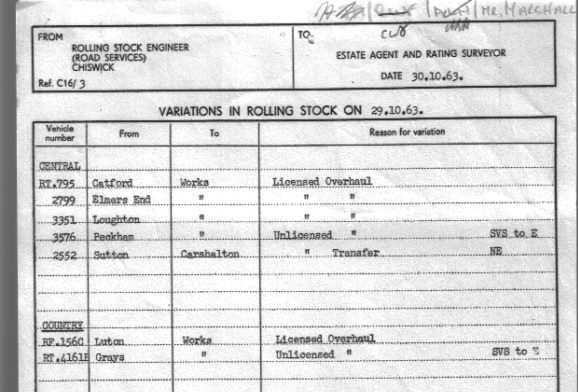 MR. MARCHALL
FROM
ROLLING STOCK ENGINEER
(ROAD SERVICES)
CHISWICK
Ref. C16/ 3
TO
CUS
ESTATE AGENT AND RATING SURVEYOR
DATE 30.10.63.
VARIATIONS IN ROLLING STOCK ON 29.10.63.
Vehicle number From To Reason for variation
CENTRAL
RT.795 Catford Works Licensed Overhaul
2799 Elmers End " " "
3351 Loughton " " "
3576 Peckham " Unlicensed " SVS to E
2552 Sutton Carshalton " Transfer NE
COUNTRY
RF.156C Luton Works Licensed Overhaul
RT.4161E Grays " Unlicensed " SVS to